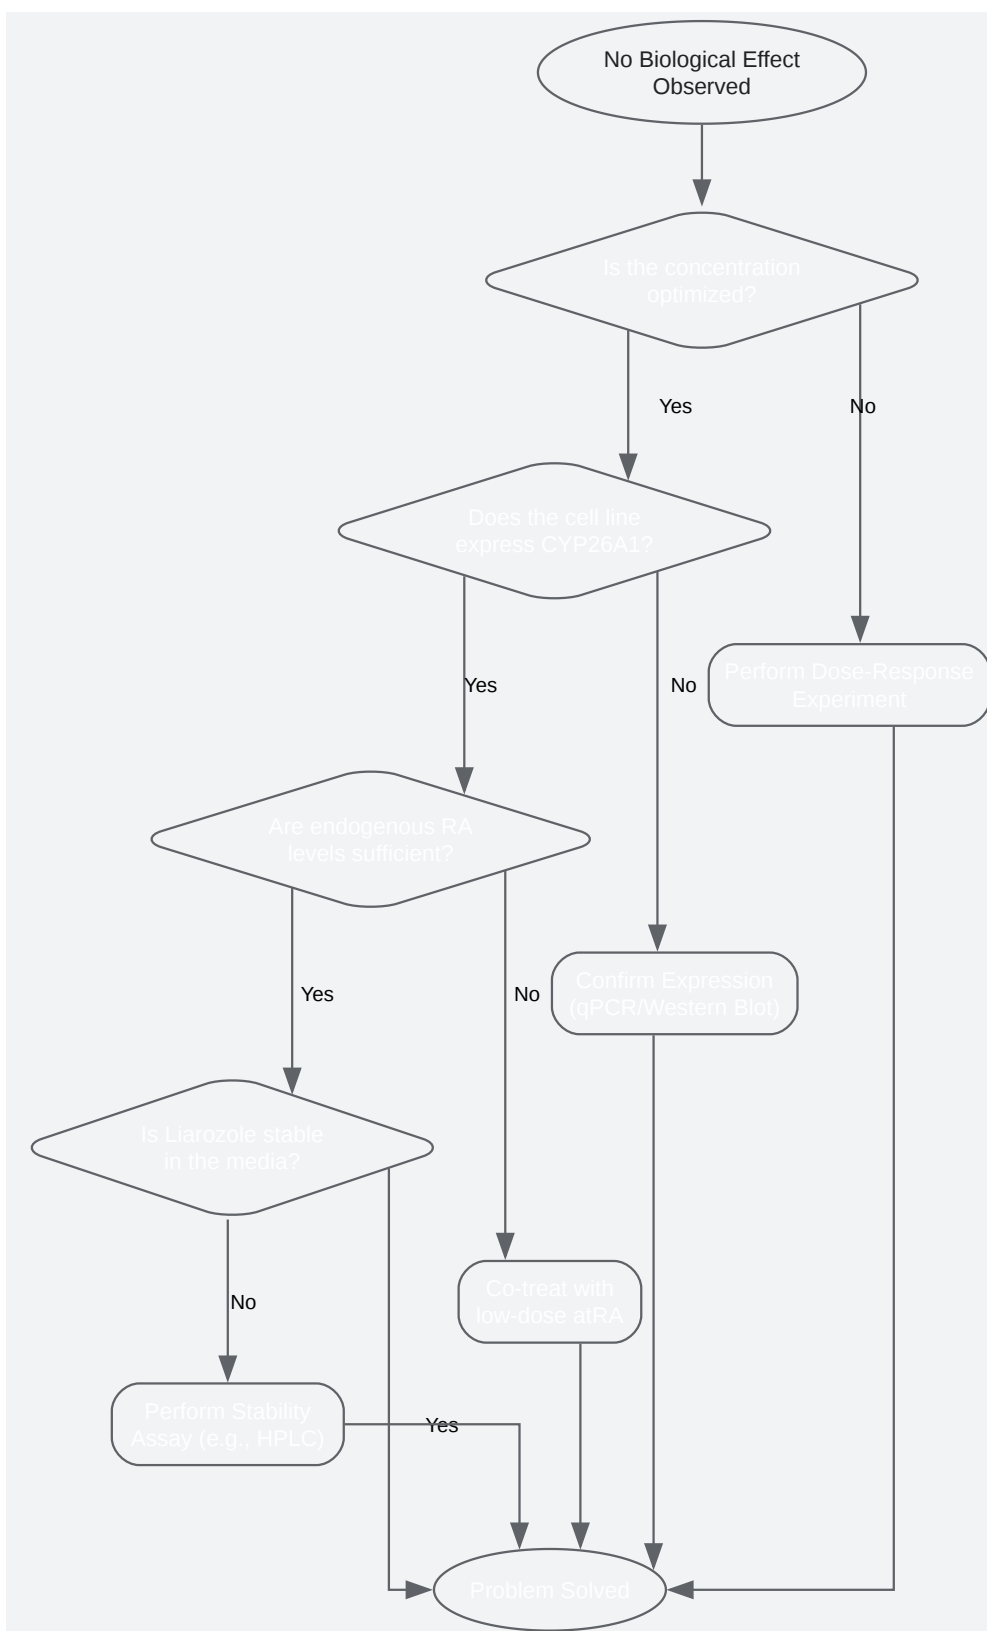 No Biological Effect
Observed
Is the concentration
optimized?
Yes
No
Does the cell line
express CYP26A1?
Yes
No
Perform Dose-Response
Experiment
Are endogenous RA
levels sufficient?
Yes
No
Confirm Expression
(qPCR/Western Blot)
Is Liarozole stable
in the media?
No
Co-treat with
low-dose atRA
Perform Stability
Assay (e.g., HPLC)
Yes
Problem Solved